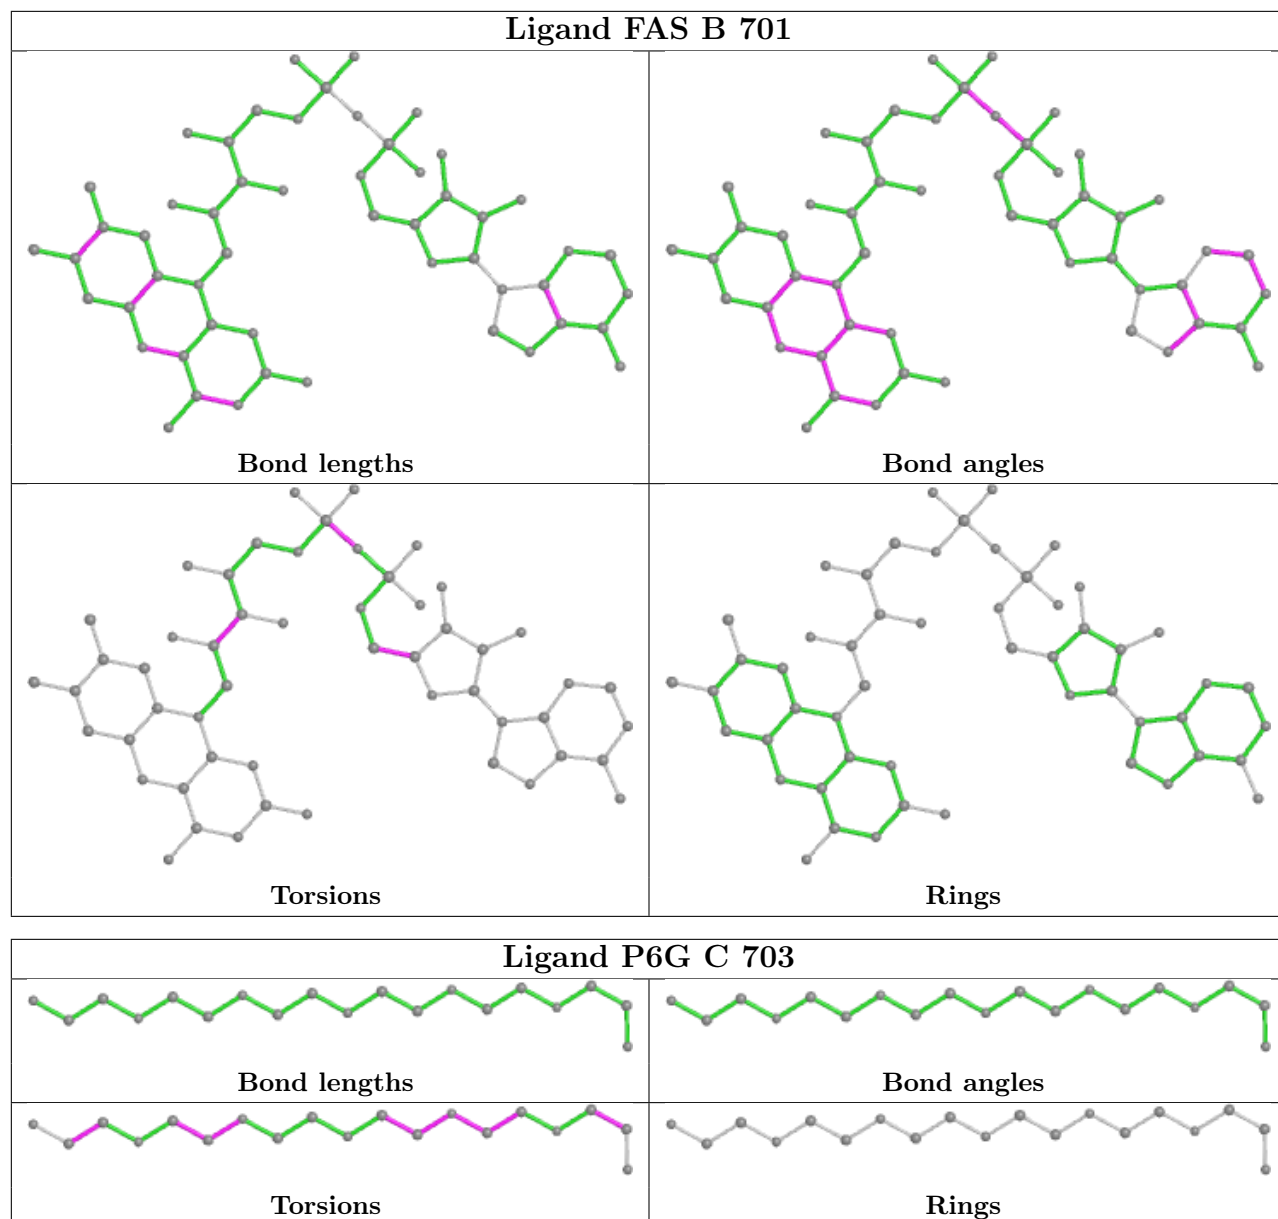 Ligand FAS B 701
Bond lengths
Bond angles
Torsions
Rings
Ligand P6G C 703
Bond lengths
Bond angles
Torsions
Rings